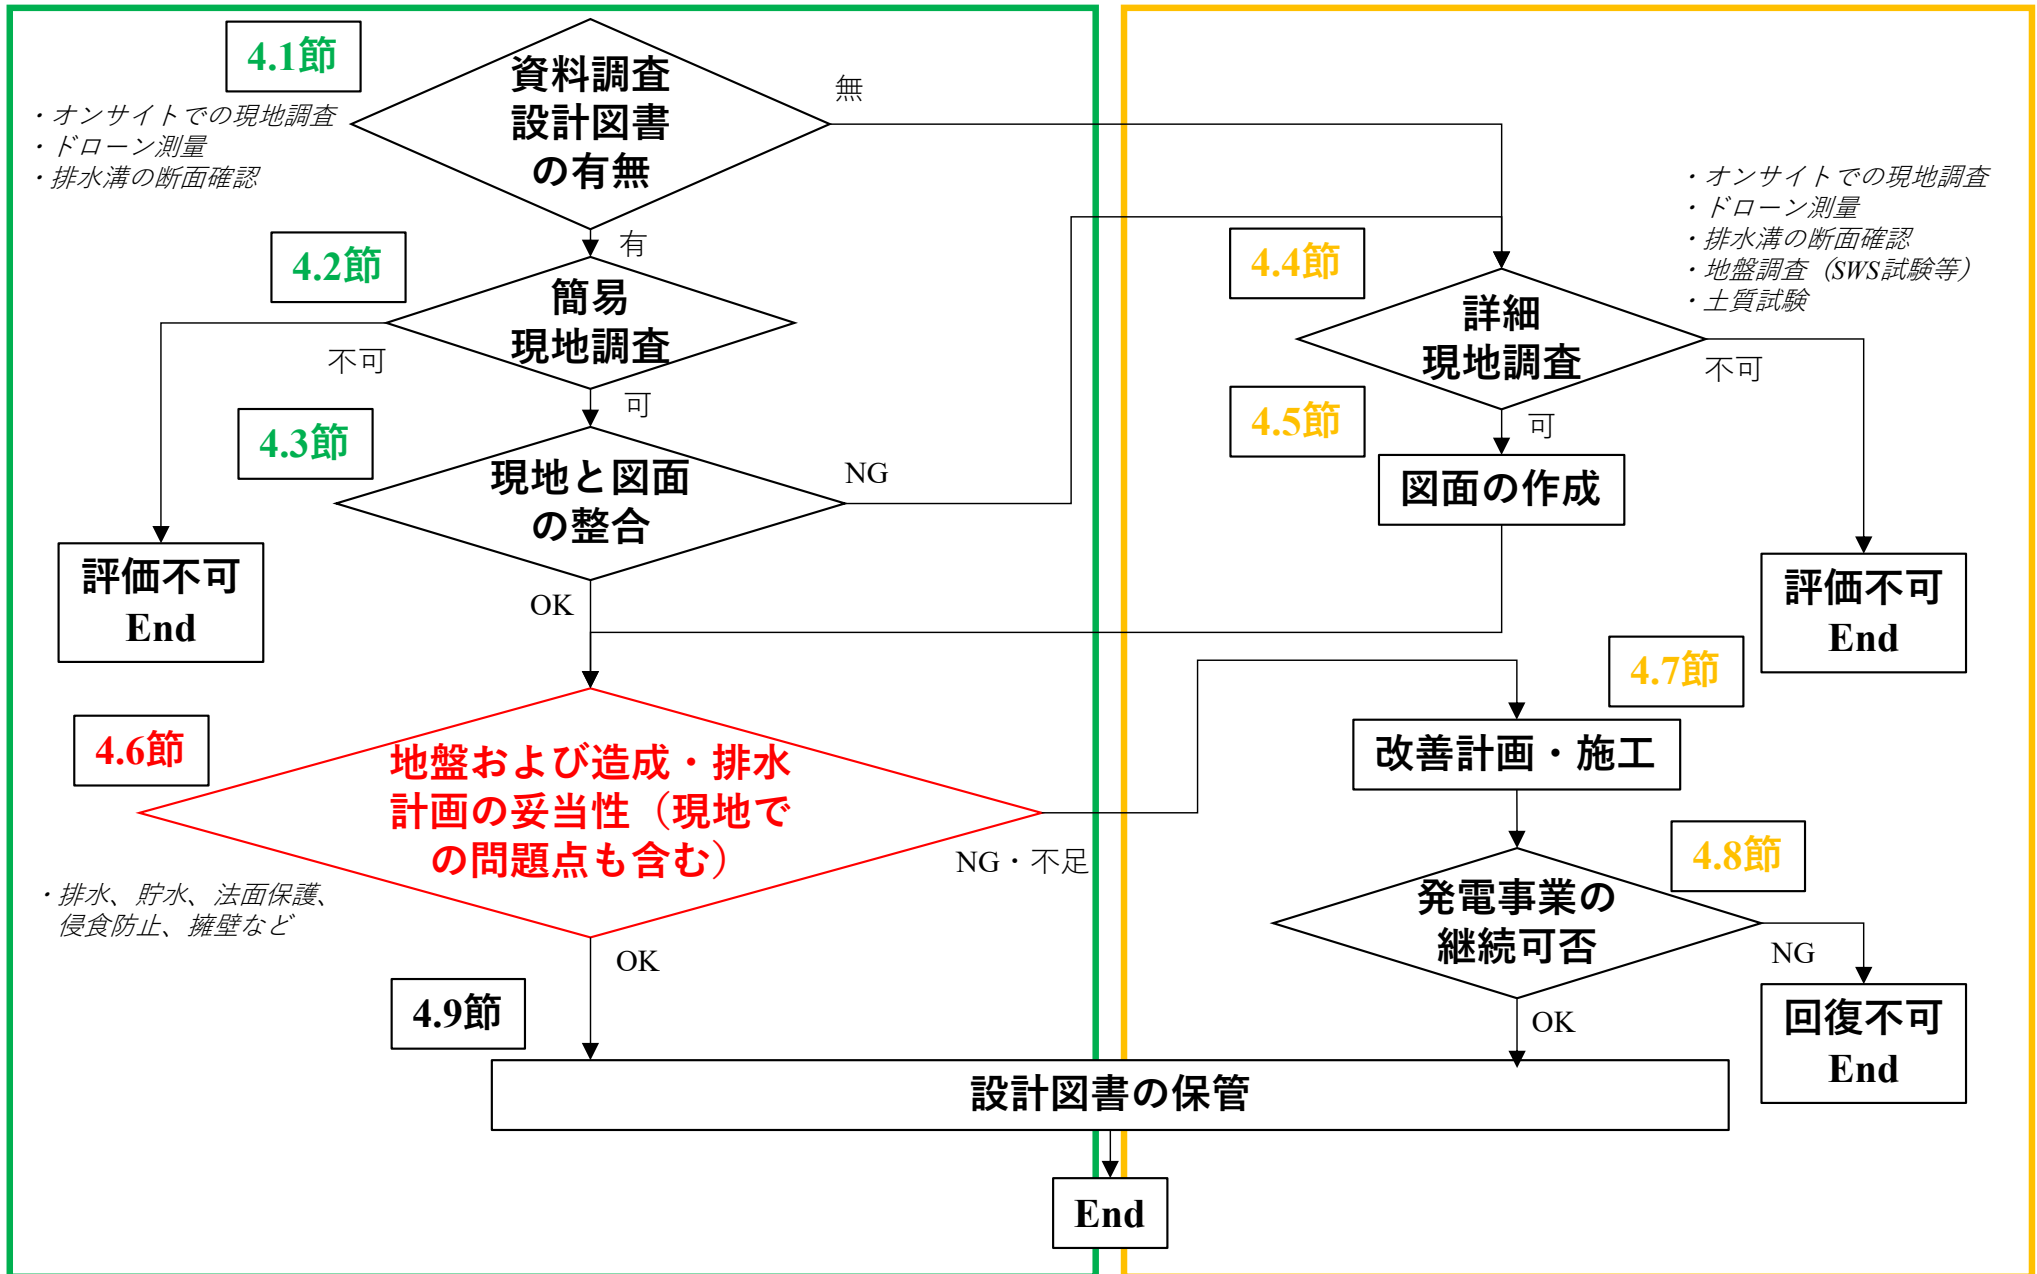 4.1節
資料調査
設計図書
の有無
無
・オンサイトでの現地調査
・ドローン測量
・排水溝の断面確認
有
4.2節
簡易
現地調査
不可
可
4.3節
現地と図面
の整合
NG
OK
評価不可
End
・オンサイトでの現地調査
・ドローン測量
・排水溝の断面確認
・地盤調査（SWS試験等）
・土質試験
4.4節
詳細
現地調査
不可
可
4.5節
図面の作成
評価不可
End
4.6節
地盤および造成・排水
計画の妥当性（現地で
の問題点も含む）
NG・不足
・排水、貯水、法面保護、
侵食防止、擁壁など
OK
4.7節
改善計画・施工
4.8節
発電事業の
継続可否
NG
OK
回復不可
End
4.9節
設計図書の保管
End